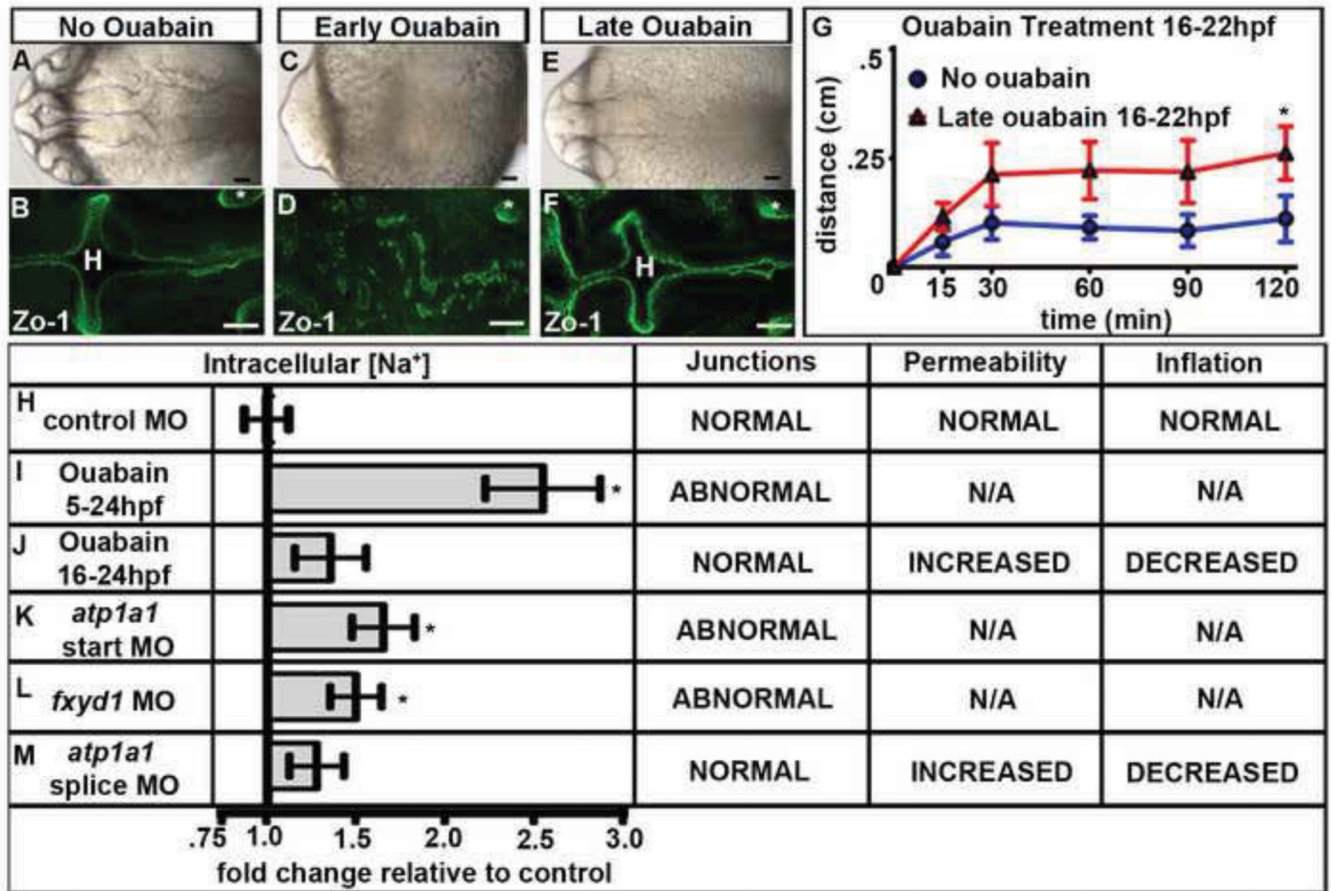 No Ouabain
Early Ouabain
Late Ouabain
A
C
E
B
H
*
Zo-1
D
*
Zo-1
F
H
*
Zo-1
G Ouabain Treatment 16-22hpf
.5
.25
0
distance (cm)
No ouabain
Late ouabain 16-22hpf
*
15 30 60 90 120
time (min)
Intracellular [Na⁺] Junctions Permeability Inflation
H control MO NORMAL NORMAL NORMAL
I Ouabain
5-24hpf * ABNORMAL N/A N/A
J Ouabain
16-24hpf NORMAL INCREASED DECREASED
K atp1a1
start MO * ABNORMAL N/A N/A
L fxyd1 MO * ABNORMAL N/A N/A
M atp1a1
splice MO NORMAL INCREASED DECREASED
.75 1.0 1.5 2.0 2.5 3.0
fold change relative to control